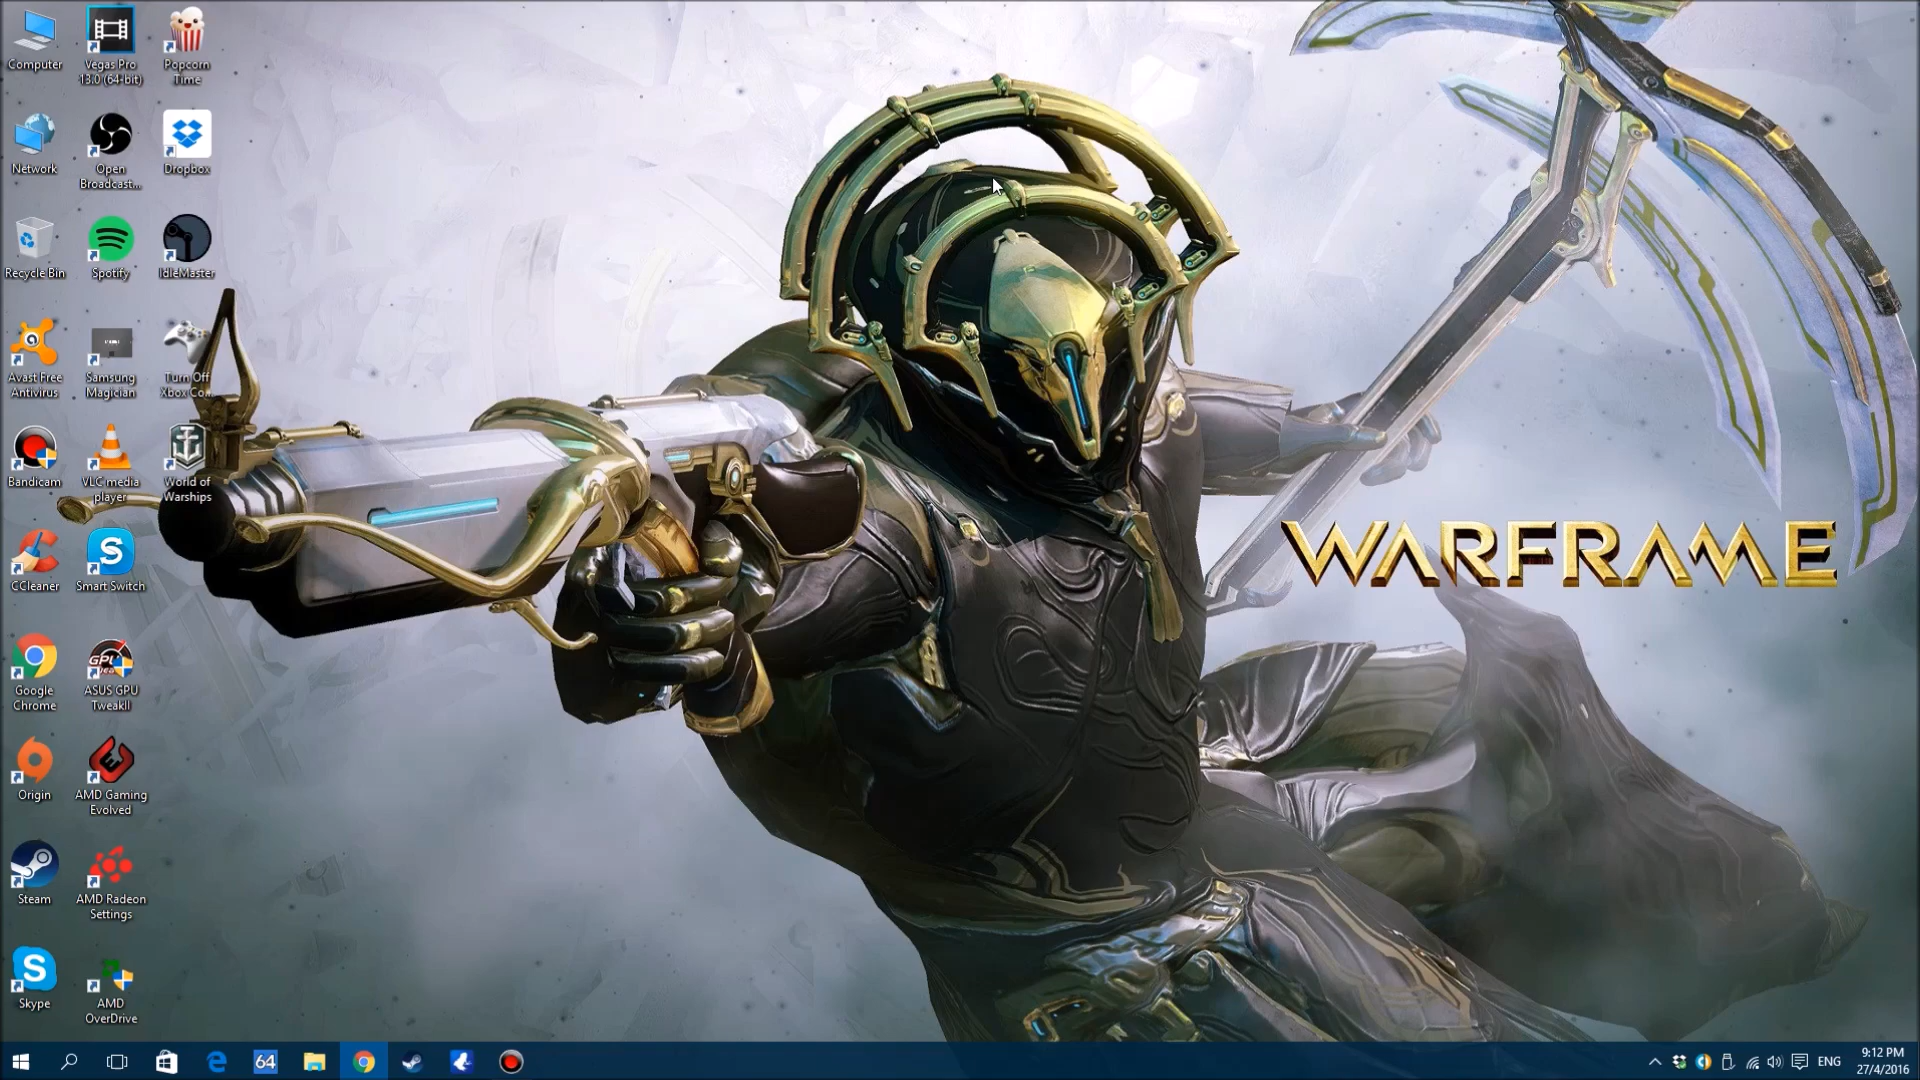 Computer
Vegas Pro
13.0 (64-bit)
Popcorn
Time
Network
Open
Broadcast...
Dropbox
Recycle Bin
Spotify
IdleMaster
Avast Free
Antivirus
Samsung
Magician
Turn Off
Xbox Co...
Bandicam
VLC media
player
World of
Warships
CCleaner
Smart Switch
Google
Chrome
ASUS GPU
TweakII
Origin
AMD Gaming
Evolved
Steam
AMD Radeon
Settings
Skype
AMD
OverDrive
WARFRAME
64
ENG
9:12 PM
27/4/2016